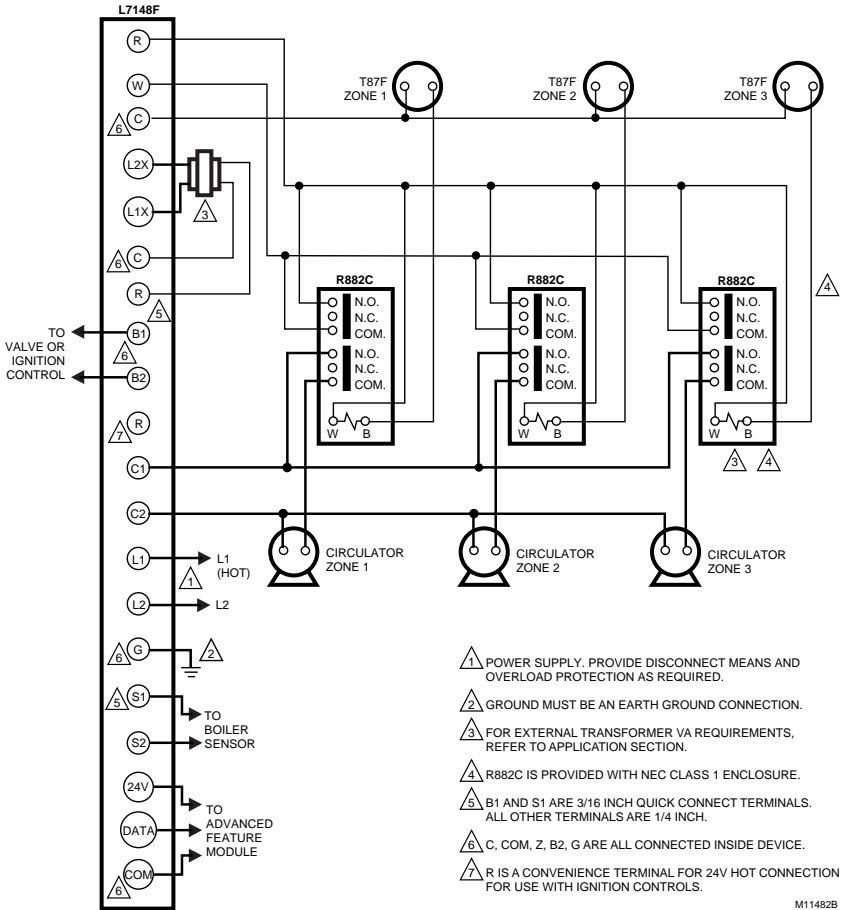 L7148F
R
W
6
C
L2X
L1X
3
6
C
R
5
TO
VALVE OR
IGNITION
CONTROL
B1
6
B2
R
7
C1
C2
L1
L1
(HOT)
1
L2
L2
6
G
2
5
S1
TO
BOILER
SENSOR
S2
24V
TO
ADVANCED
FEATURE
MODULE
DATA
COM
6
T87F
ZONE 1
T87F
ZONE 2
T87F
ZONE 3
R882C
N.O.
N.C.
COM.
N.O.
N.C.
COM.
W B
R882C
N.O.
N.C.
COM.
N.O.
N.C.
COM.
W B
R882C
N.O.
N.C.
COM.
N.O.
N.C.
COM.
W B
4
3 4
CIRCULATOR
ZONE 1
CIRCULATOR
ZONE 2
CIRCULATOR
ZONE 3
1 POWER SUPPLY. PROVIDE DISCONNECT MEANS AND
OVERLOAD PROTECTION AS REQUIRED.
2 GROUND MUST BE AN EARTH GROUND CONNECTION.
3 FOR EXTERNAL TRANSFORMER VA REQUIREMENTS,
REFER TO APPLICATION SECTION.
4 R882C IS PROVIDED WITH NEC CLASS 1 ENCLOSURE.
5 B1 AND S1 ARE 3/16 INCH QUICK CONNECT TERMINALS.
ALL OTHER TERMINALS ARE 1/4 INCH.
6 C, COM, Z, B2, G ARE ALL CONNECTED INSIDE DEVICE.
7 R IS A CONVENIENCE TERMINAL FOR 24V HOT CONNECTION
FOR USE WITH IGNITION CONTROLS.
M11482B